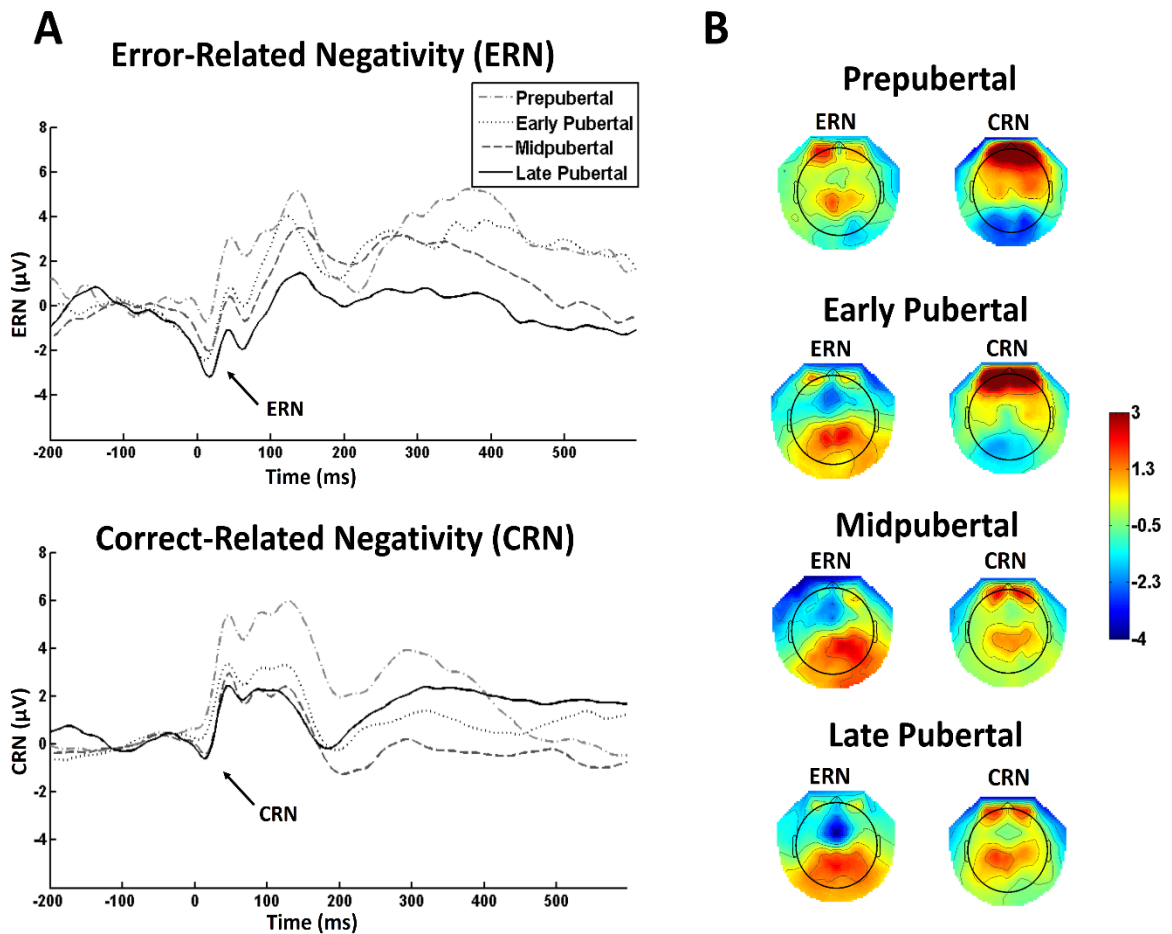 A
Error-Related Negativity (ERN)
Prepubertal
Early Pubertal
Midpubertal
Late Pubertal
8
6
4
2
0
-2
-4
ERN (µV)
ERN
-200 -100 0 100 200 300 400 500
Time (ms)
Correct-Related Negativity (CRN)
8
6
4
2
0
-2
-4
CRN (µV)
CRN
-200 -100 0 100 200 300 400 500
Time (ms)
B
Prepubertal
ERN CRN
Early Pubertal
ERN CRN
Midpubertal
ERN CRN
Late Pubertal
ERN CRN
3
1.3
-0.5
-2.3
-4